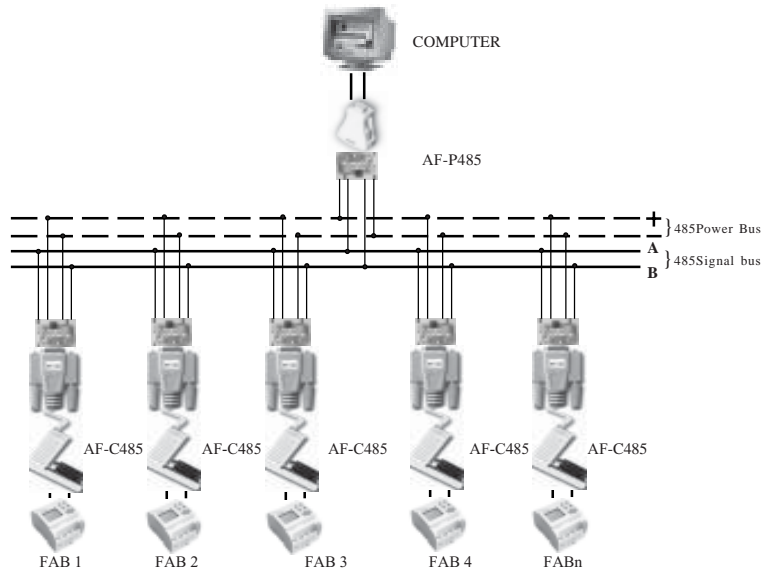 COMPUTER
AF-P485
+
} 485Power Bus
A
} 485Signal bus
B
AF-C485 AF-C485 AF-C485 AF-C485 AF-C485
FAB 1 FAB 2 FAB 3 FAB 4 FABn